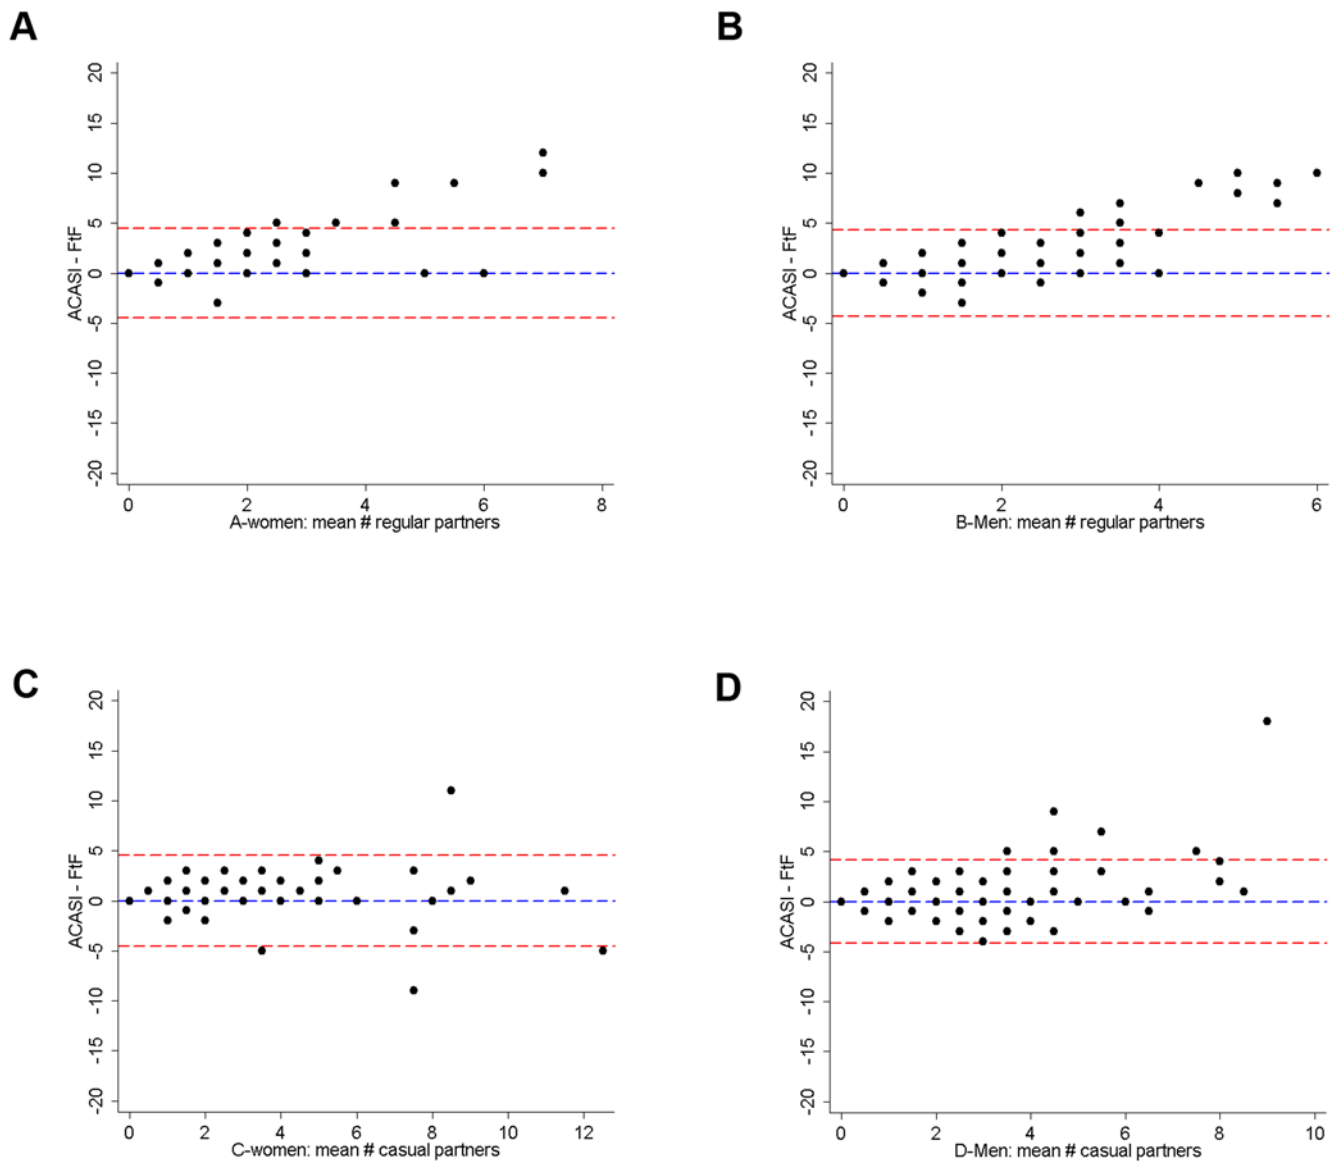 A
20
15
10
5
0
-5
-10
-15
-20
ACASI - FtF
0 2 4 6 8
A-women: mean # regular partners
B
20
15
10
5
0
-5
-10
-15
-20
ACASI - FtF
0 2 4 6
B-Men: mean # regular partners
C
20
15
10
5
0
-5
-10
-15
-20
ACASI - FtF
0 2 4 6 8 10 12
C-women: mean # casual partners
D
20
15
10
5
0
-5
-10
-15
-20
ACASI - FtF
0 2 4 6 8 10
D-Men: mean # casual partners